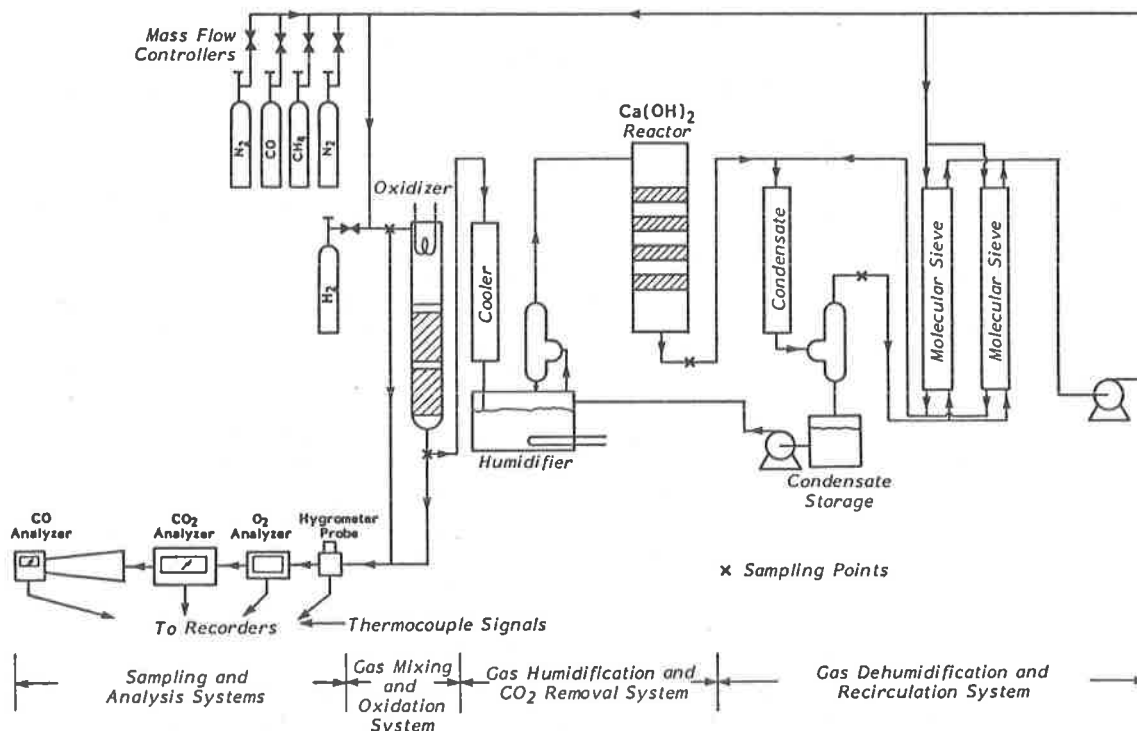 Mass Flow
Controllers
N2
CO
CH4
N2
H2
Oxidizer
Cooler
Ca(OH)2
Reactor
Condensate
Molecular Sieve
Molecular Sieve
Humidifier
Condensate
Storage
CO
Analyzer
CO2
Analyzer
O2
Analyzer
Hygrometer
Probe
x Sampling Points
To Recorders
Thermocouple Signals
Sampling and
Analysis Systems
Gas Mixing
and
Oxidation
System
Gas Humidification and
CO2 Removal System
Gas Dehumidification and
Recirculation System